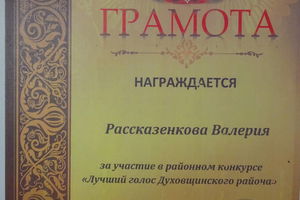 ГРАМОТА
НАГРАЖДАЕТСЯ
Рассказенкова Валерия
за участие в районном конкурсе
«Лучший голос Духовщинского района»